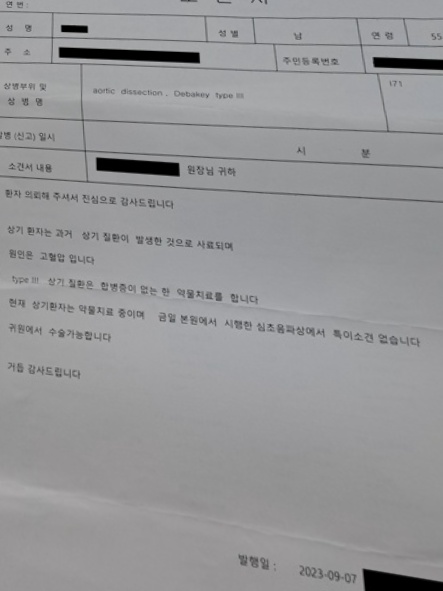 연 번 :
성 명 성 별 남 연 령 55
주 소 주민등록번호
상병부위 및 상 병 명 aortic dissection , Debakey type III I71
병 (신고) 일시 시 분
소견서 내용 원장님 귀하
환자 의뢰해 주셔서 진심으로 감사드립니다
상기 환자는 과거 상기 질환이 발생한 것으로 사료되며
원인은 고혈압 입니다
type III 상기 질환은 합병증이 없는 한 약물치료를 합니다
현재 상기환자는 약물치료 중이며 금일 본원에서 시행한 심초음파상에서 특이소견 없습니다
귀원에서 수술가능합니다
거듭 감사드립니다
발행일 : 2023-09-07